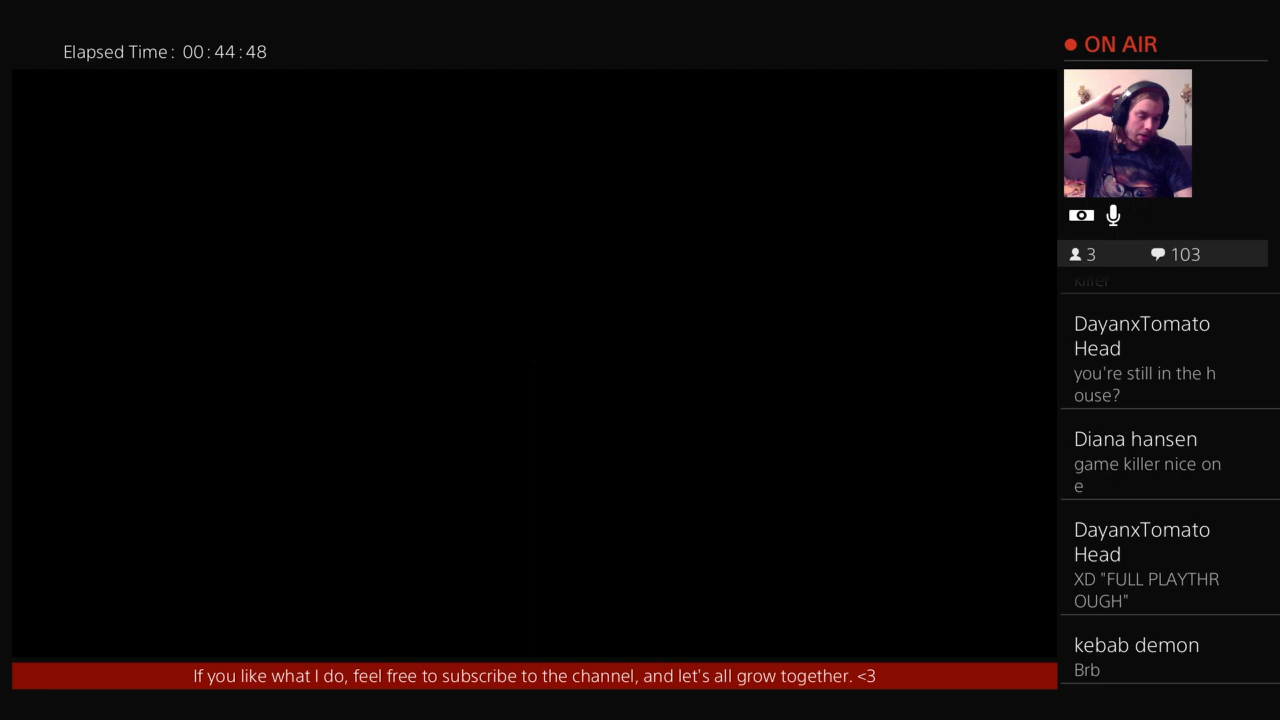 Elapsed Time: 00:44:48
ON AIR
3 103
killer
DayanxTomato
Head
you're still in the h
ouse?
Diana hansen
game killer nice on
e
DayanxTomato
Head
XD "FULL PLAYTHR
OUGH"
kebab demon
Brb
If you like what I do, feel free to subscribe to the channel, and let's all grow together. <3